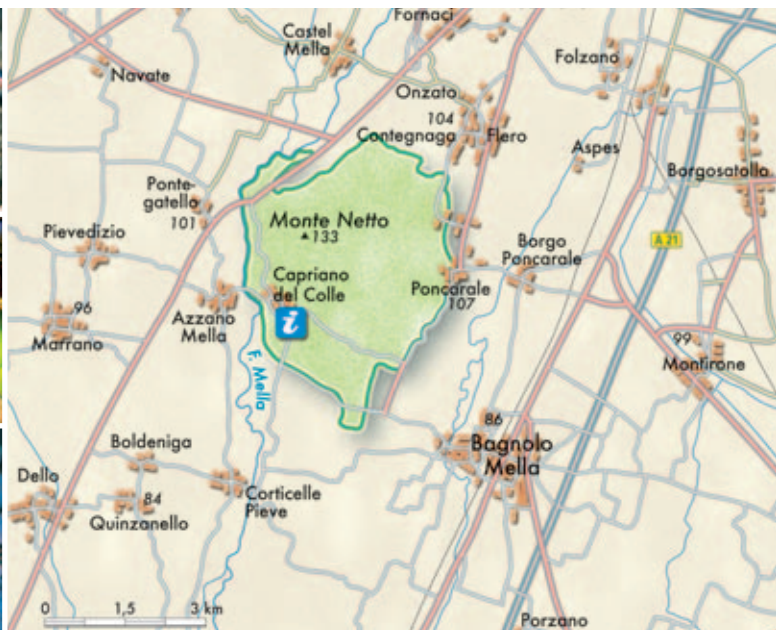 Fornaci
Castel
Mella
Folzano
Navate
Onzato
104
Contegnaga
Flero
Aspes
Borgosatollo
Ponte-
gatello
101
Monte Netto
133
A 21
Pievedizio
Borgo
Poncarale
Capriano
del Colle
Poncarale
107
i
Azzano
Mella
96
Marrano
99
Montirone
F. Mella
86
Bagnolo
Mella
Boldeniga
Dello
84
Quinzanello
Corticelle
Pieve
0 1,5 3 km
Porzano